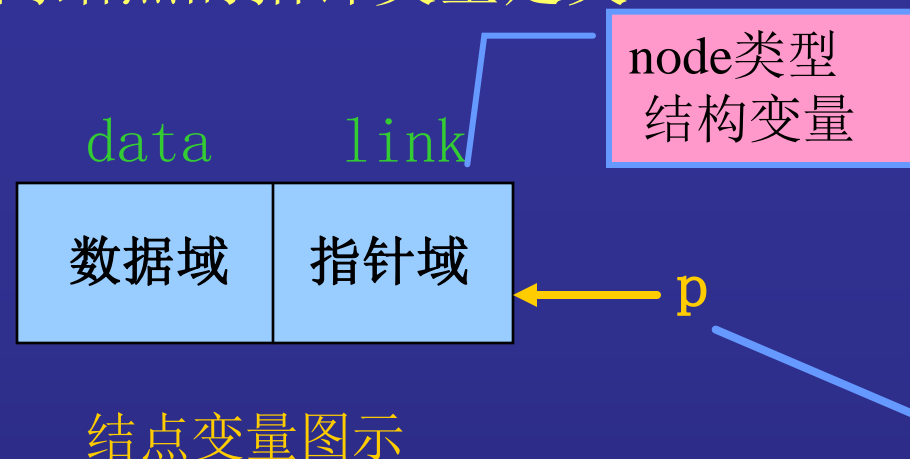 node类型
结构变量
data link
数据域 指针域
p
结点变量图示